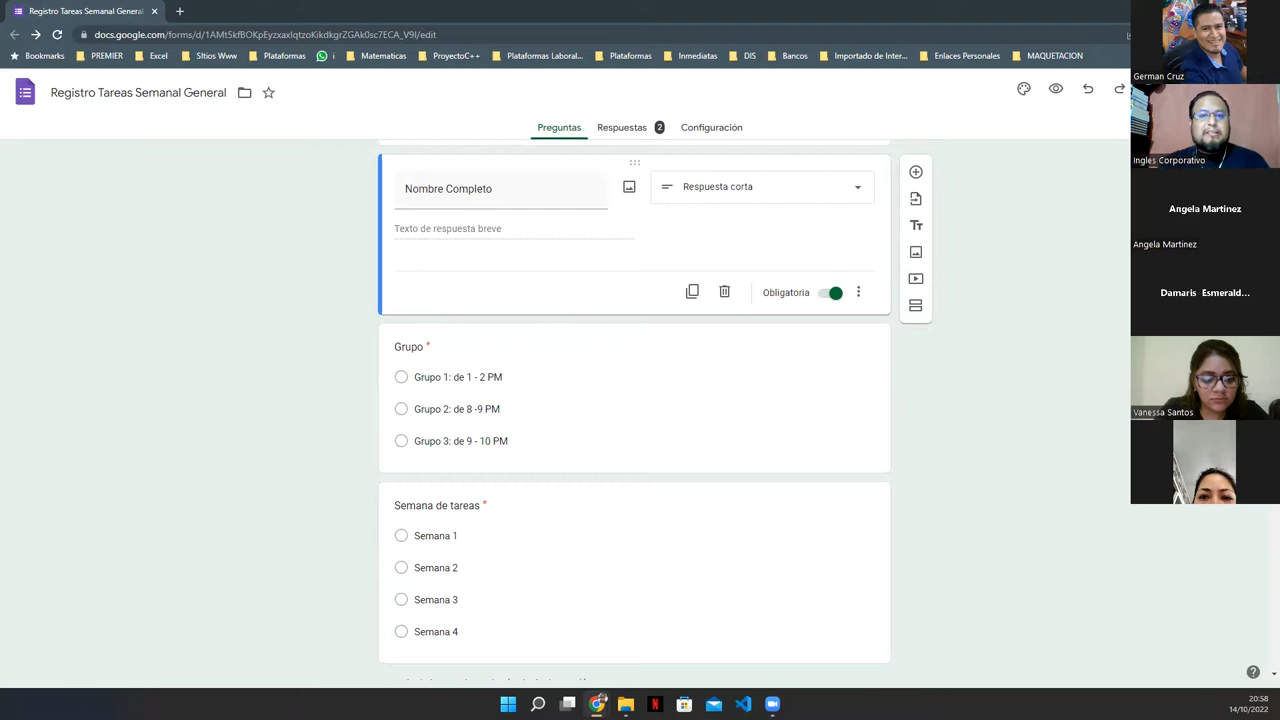 Registro Tareas Semanal General
docs.google.com/forms/d/1AMt5kfBOKpEyzxaxlqtzoKikdkgrZGAk0sc7ECA_V9I/edit
Bookmarks PREMIER Excel Sitios Www Plataformas Matematicas ProyectoC++ Plataformas Laboral... Plataformas Inmediatas DIS Bancos Importado de Inter... Enlaces Personales MAQUETACION
Registro Tareas Semanal General
Preguntas Respuestas 2 Configuración
Nombre Completo
Respuesta corta
Texto de respuesta breve
Obligatoria
Grupo *
Grupo 1: de 1 - 2 PM
Grupo 2: de 8 -9 PM
Grupo 3: de 9 - 10 PM
Semana de tareas *
Semana 1
Semana 2
Semana 3
Semana 4
German Cruz
Ingles Corporativo
Angela Martinez
Angela Martinez
Damaris Esmerald...
Vanessa Santos
20:58
14/10/2022